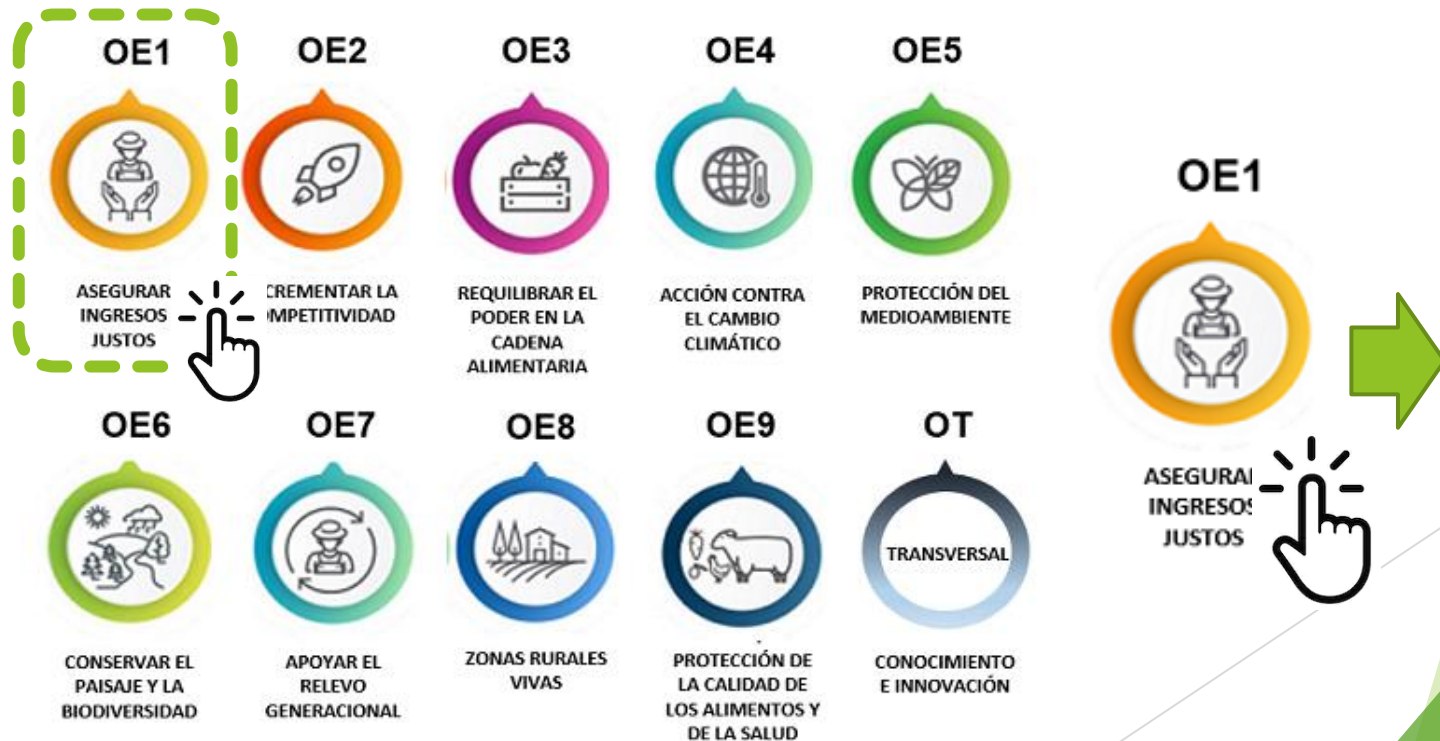 OE1
ASEGURAR
INGRESOS
JUSTOS
OE2
CREMENTAR LA
OMPETITIVIDAD
OE3
REQUILIBRAR EL
PODER EN LA
CADENA
ALIMENTARIA
OE4
ACCIÓN CONTRA
EL CAMBIO
CLIMÁTICO
OE5
PROTECCIÓN DEL
MEDIOAMBIENTE
OE6
CONSERVAR EL
PAISAJE Y LA
BIODIVERSIDAD
OE7
APOYAR EL
RELEVO
GENERACIONAL
OE8
ZONAS RURALES
VIVAS
OE9
PROTECCIÓN DE
LA CALIDAD DE
LOS ALIMENTOS Y
DE LA SALUD
OT
TRANSVERSAL
CONOCIMIENTO
E INNOVACIÓN
OE1
ASEGURAR
INGRESOS
JUSTOS